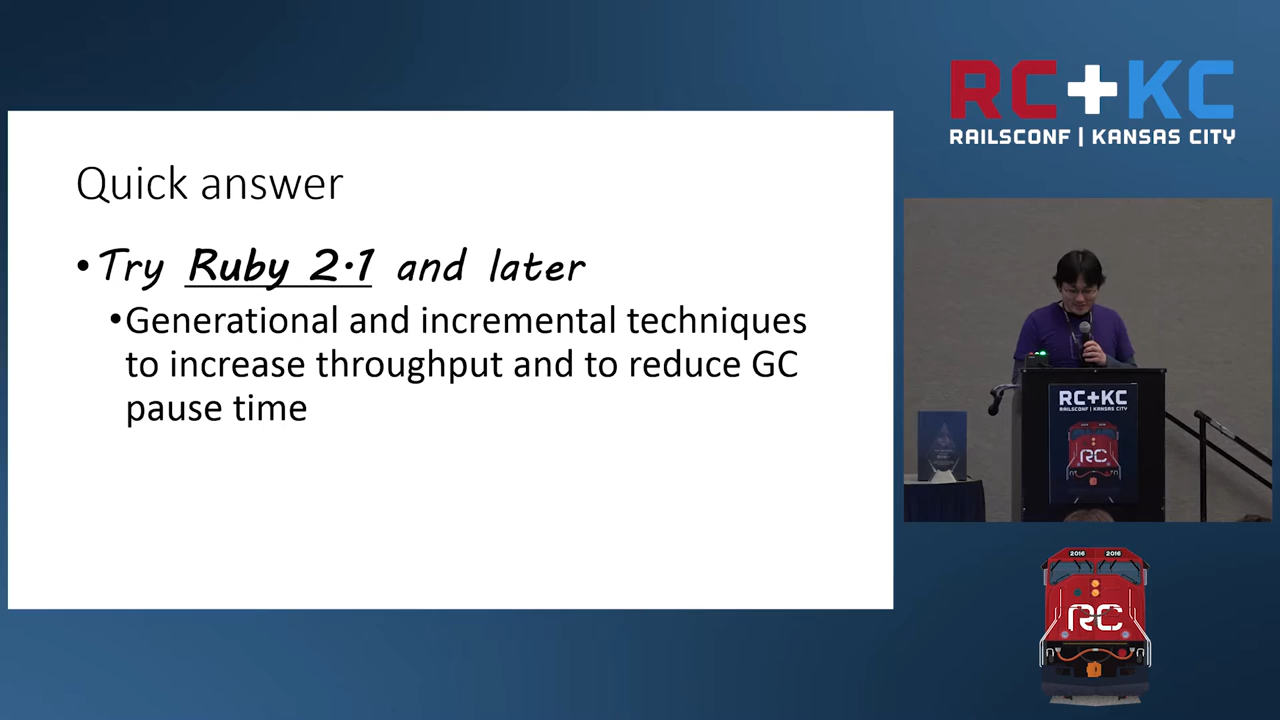 Quick answer
•Try Ruby 2.1 and later
•Generational and incremental techniques
to increase throughput and to reduce GC
pause time
RC+KC
RAILSCONF | KANSAS CITY
RC+KC
RAILSCONF | KANSAS CITY
RC
2016 2016
RC